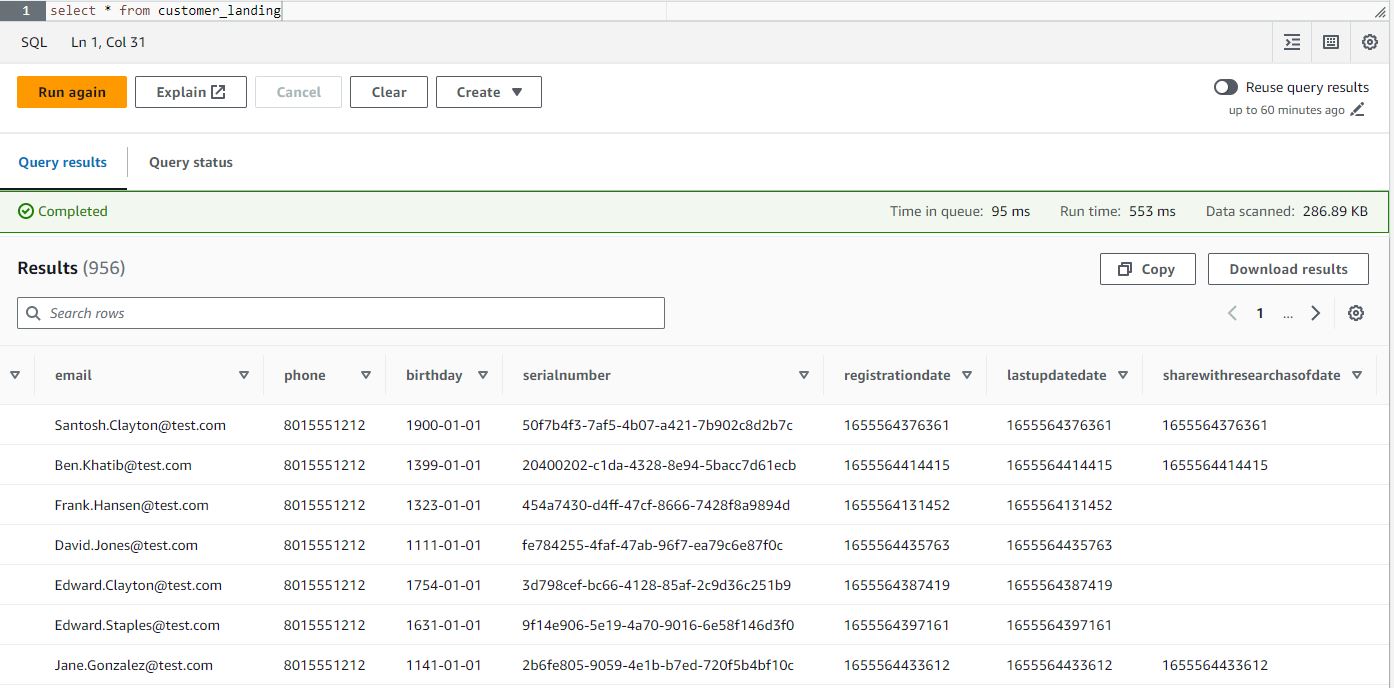 1 select * from customer_landing
SQL Ln 1, Col 31
Run again Explain Cancel Clear Create Reuse query results
up to 60 minutes ago
Query results Query status
Completed Time in queue: 95 ms Run time: 553 ms Data scanned: 286.89 KB
Results (956) Copy Download results
Search rows 1 ...
email phone birthday serialnumber registrationdate lastupdatedate sharewithresearchasofdate
Santosh.Clayton@test.com 8015551212 1900-01-01 50f7b4f3-7af5-4b07-a421-7b902c8d2b7c 1655564376361 1655564376361 1655564376361
Ben.Khatib@test.com 8015551212 1399-01-01 20400202-c1da-4328-8e94-5bacc7d61ecb 1655564414415 1655564414415 1655564414415
Frank.Hansen@test.com 8015551212 1323-01-01 454a7430-d4ff-47cf-8666-7428f8a9894d 1655564131452 1655564131452
David.Jones@test.com 8015551212 1111-01-01 fe784255-4faf-47ab-96f7-ea79c6e87f0c 1655564435763 1655564435763
Edward.Clayton@test.com 8015551212 1754-01-01 3d798cef-bc66-4128-85af-2c9d36c251b9 1655564387419 1655564387419
Edward.Staples@test.com 8015551212 1631-01-01 9f14e906-5e19-4a70-9016-6e58f146d3f0 1655564397161 1655564397161
Jane.Gonzalez@test.com 8015551212 1141-01-01 2b6fe805-9059-4e1b-b7ed-720f5b4bf10c 1655564433612 1655564433612 1655564433612